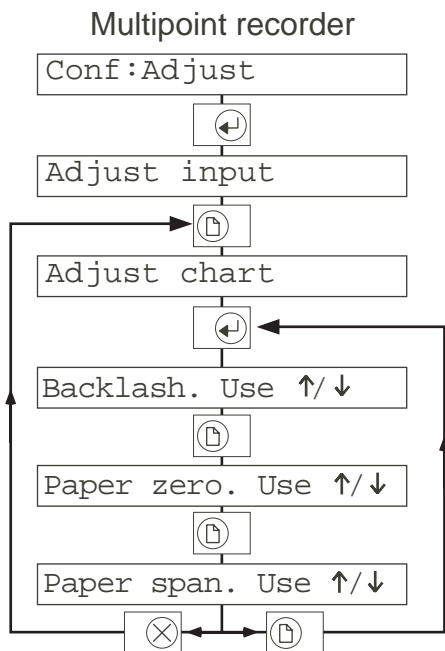 Multipoint recorder
Conf:Adjust
Adjust input
Adjust chart
Backlash. Use ↑/↓
Paper zero. Use ↑/↓
Paper span. Use ↑/↓